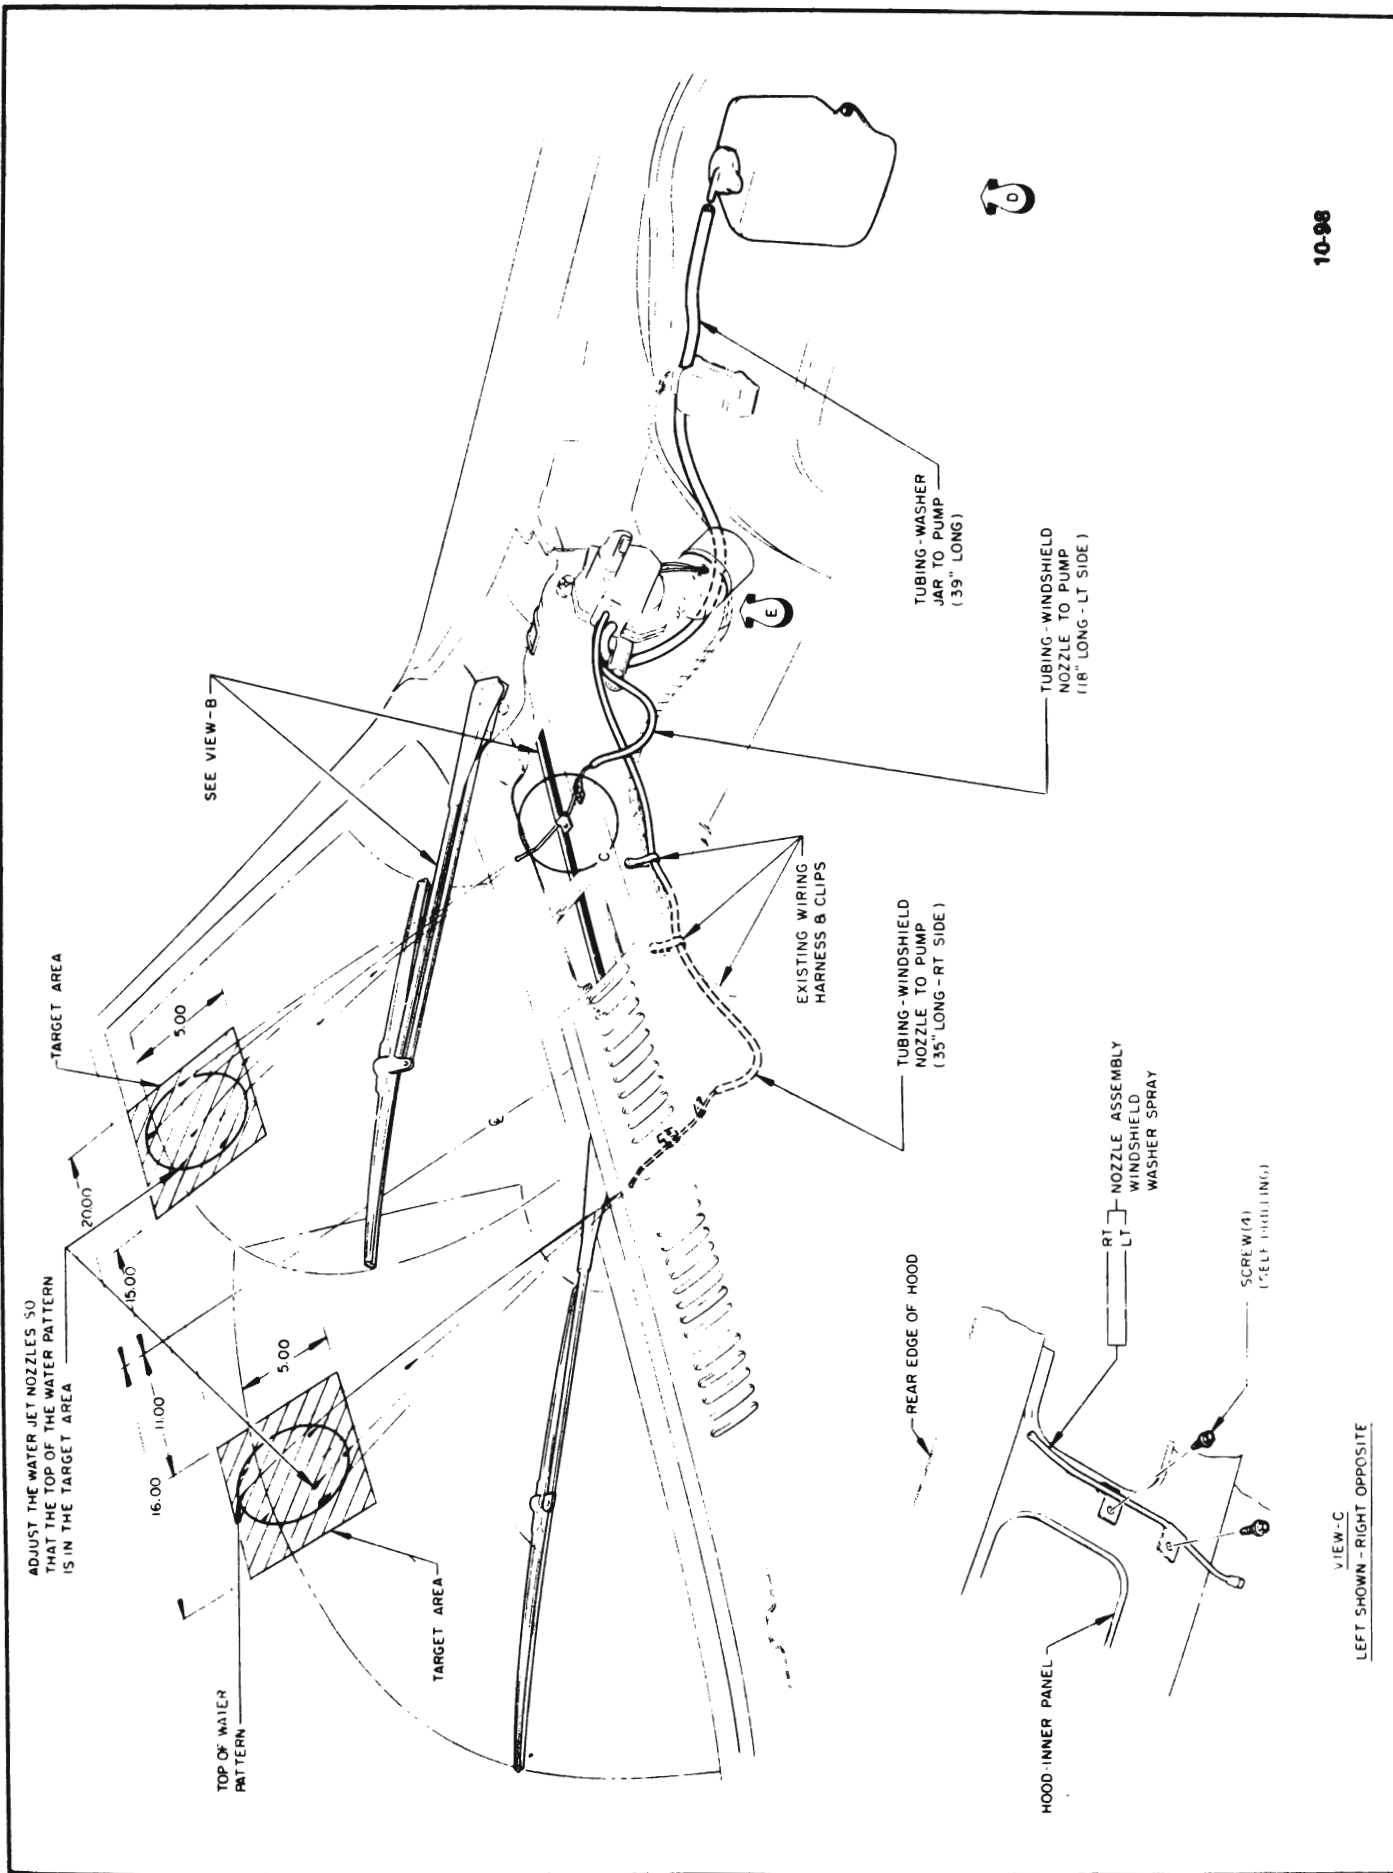 ADJUST THE WATER JET NOZZLES SO
THAT THE TOP OF THE WATER PATTERN
IS IN THE TARGET AREA
TARGET AREA
SEE VIEW-B
20.00
5.00
15.00
11.00
16.00
5.00
TOP OF WATER
PATTERN
TARGET AREA
C
E
D
TUBING-WASHER
JAR TO PUMP
(39" LONG)
TUBING-WINDSHIELD
NOZZLE TO PUMP
(18" LONG-LT SIDE)
EXISTING WIRING
HARNESS & CLIPS
TUBING-WINDSHIELD
NOZZLE TO PUMP
(35" LONG-RT SIDE)
REAR EDGE OF HOOD
RT
LT
NOZZLE ASSEMBLY
WINDSHIELD
WASHER SPRAY
SCREW(4)
(SELF DRILLING)
HOOD-INNER PANEL
VIEW-C
LEFT SHOWN-RIGHT OPPOSITE
10-98